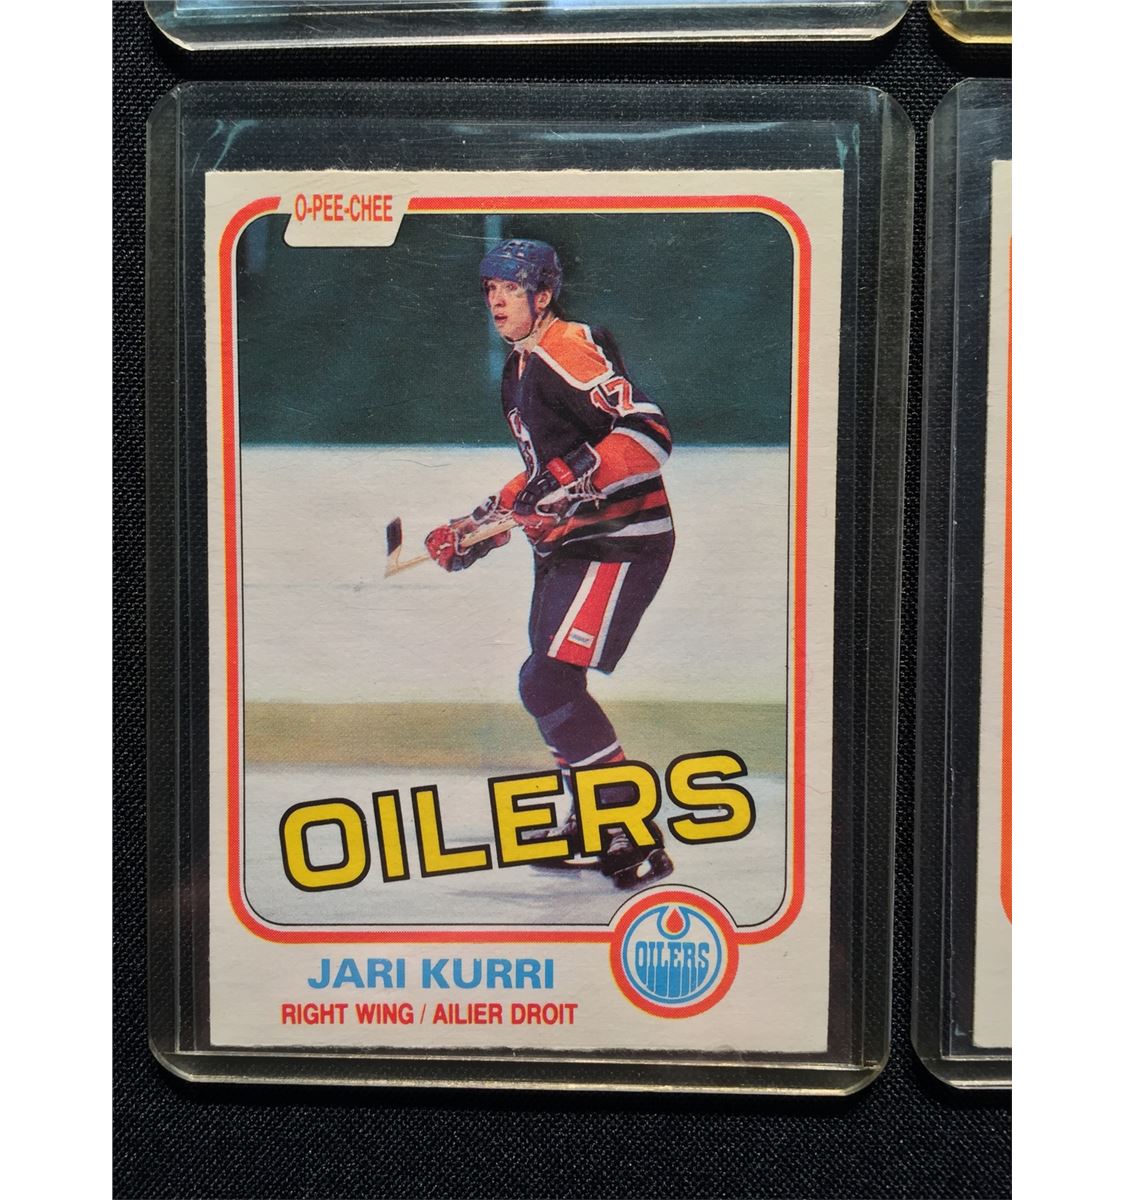 O-PEE-CHEE
17
OILERS
OILERS
JARI KURRI
RIGHT WING / AILIER DROIT